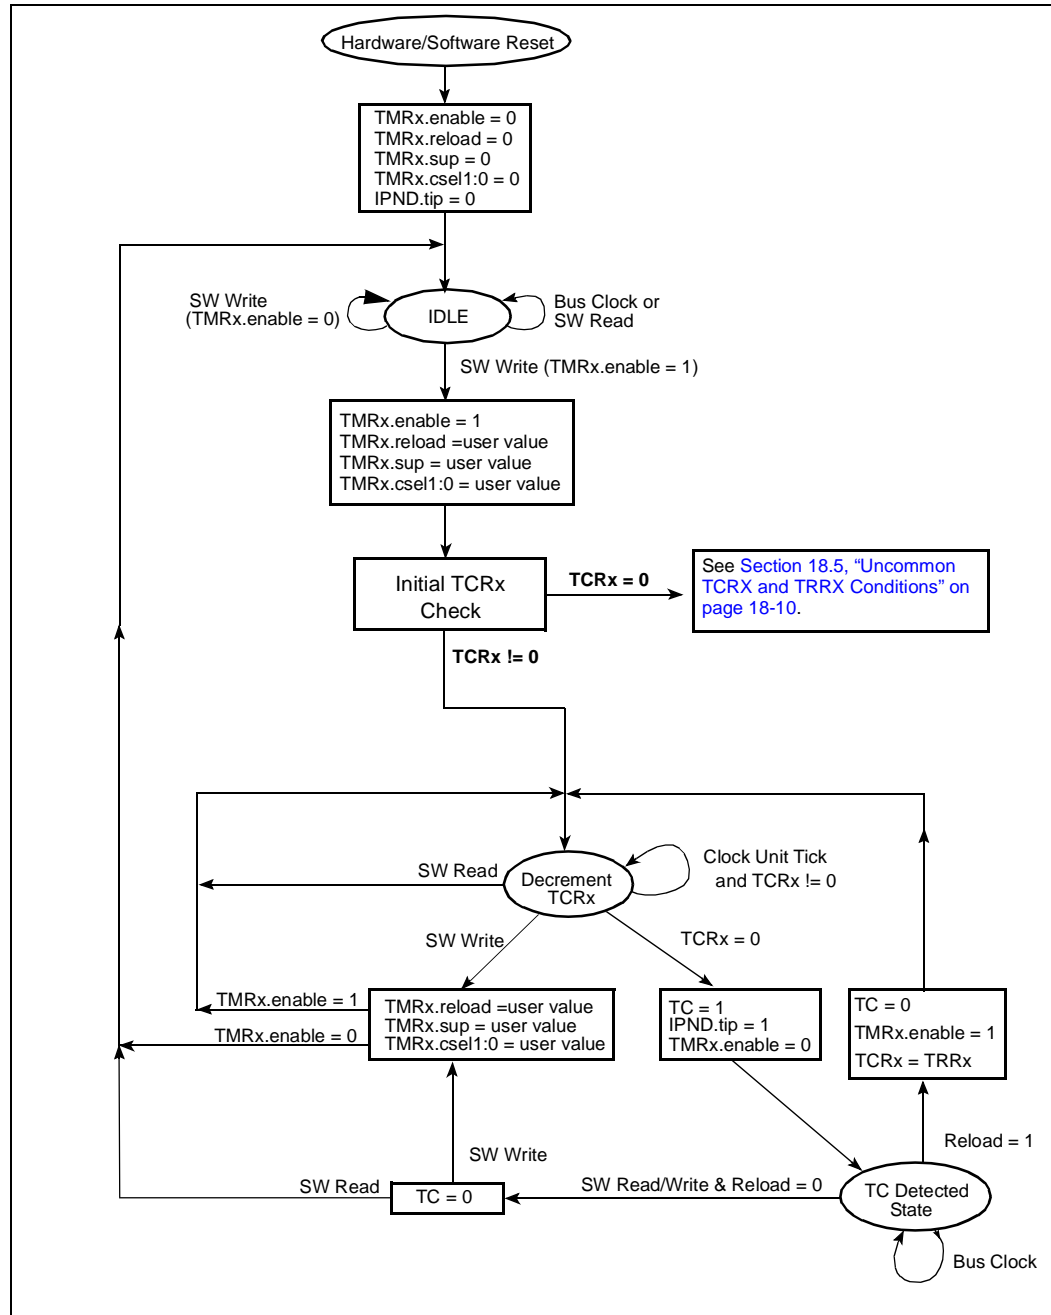 Hardware/Software Reset
TMRx.enable = 0
TMRx.reload = 0
TMRx.sup = 0
TMRx.csel1:0 = 0
IPND.tip = 0
SW Write
(TMRx.enable = 0)
IDLE
Bus Clock or
SW Read
SW Write (TMRx.enable = 1)
TMRx.enable = 1
TMRx.reload =user value
TMRx.sup = user value
TMRx.csel1:0 = user value
Initial TCRx
Check
TCRx = 0
See Section 18.5, “Uncommon
TCRX and TRRX Conditions” on
page 18-10.
TCRx != 0
SW Read
Decrement
TCRx
Clock Unit Tick
and TCRx != 0
SW Write
TCRx = 0
TMRx.enable = 1
TMRx.enable = 0
TMRx.reload =user value
TMRx.sup = user value
TMRx.csel1:0 = user value
TC = 1
IPND.tip = 1
TMRx.enable = 0
TC = 0
TMRx.enable = 1
TCRx = TRRx
SW Write
Reload = 1
SW Read
TC = 0
SW Read/Write & Reload = 0
TC Detected
State
Bus Clock